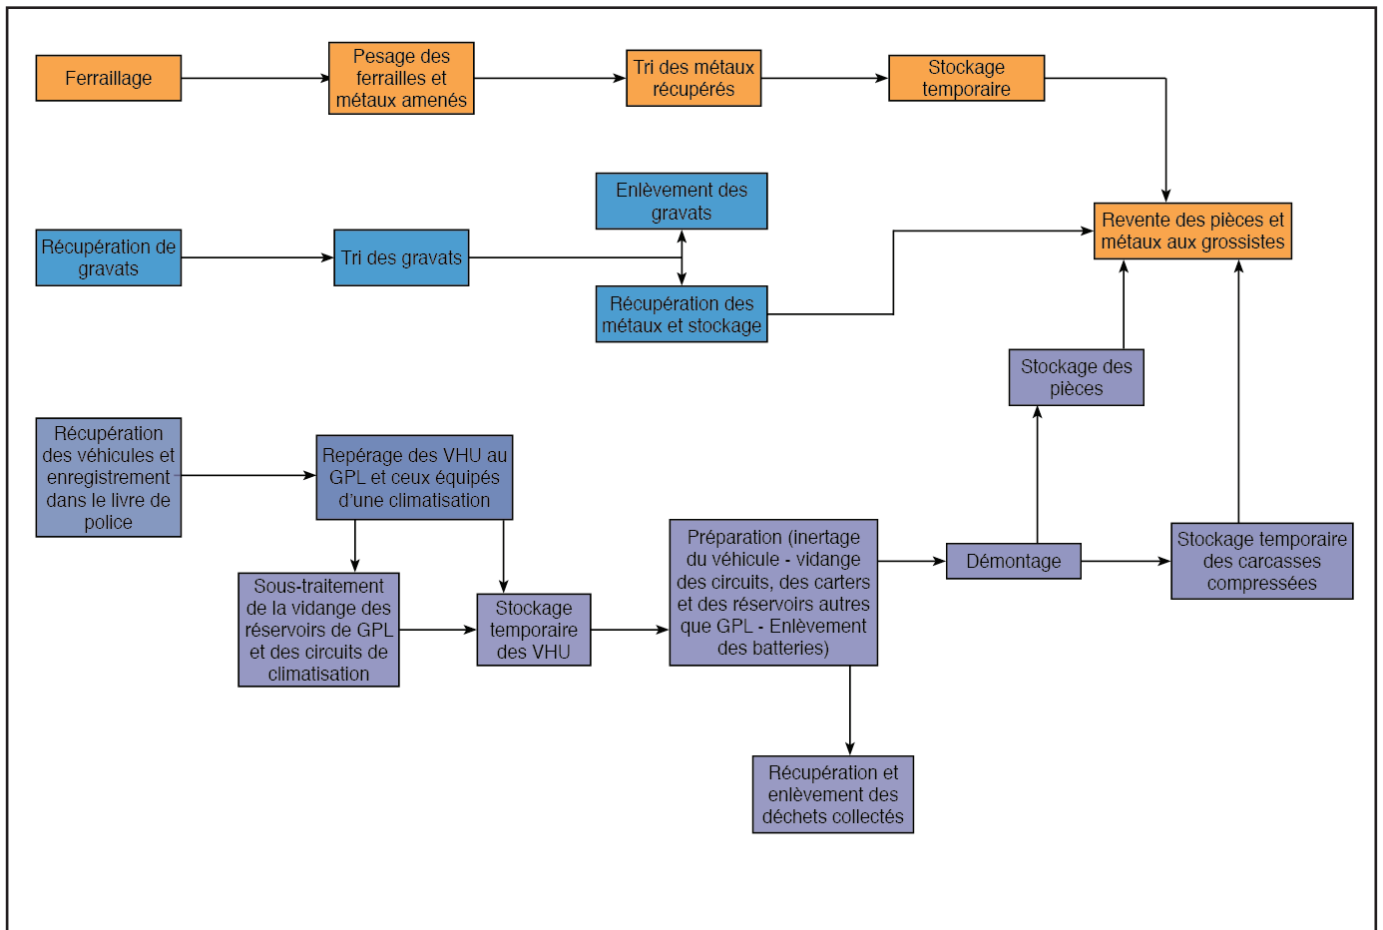 Ferraillage
Pesage des
ferrailles et
métaux amenés
Tri des métaux
récupérés
Stockage
temporaire
Enlèvement des
gravats
Revente des pièces et
métaux aux grossistes
Récupération de
gravats
Tri des gravats
Récupération des
métaux et stockage
Stockage des
pièces
Récupération
des véhicules et
enregistrement
dans le livre de
police
Repérage des VHU au
GPL et ceux équipés
d'une climatisation
Sous-traitement
de la vidange des
réservoirs de GPL
et des circuits de
climatisation
Stockage
temporaire
des VHU
Préparation (inertage
du véhicule - vidange
des circuits, des carters
et des réservoirs autres
que GPL - Enlèvement
des batteries)
Démontage
Stockage temporaire
des carcasses
compressées
Récupération et
enlèvement des
déchets collectés